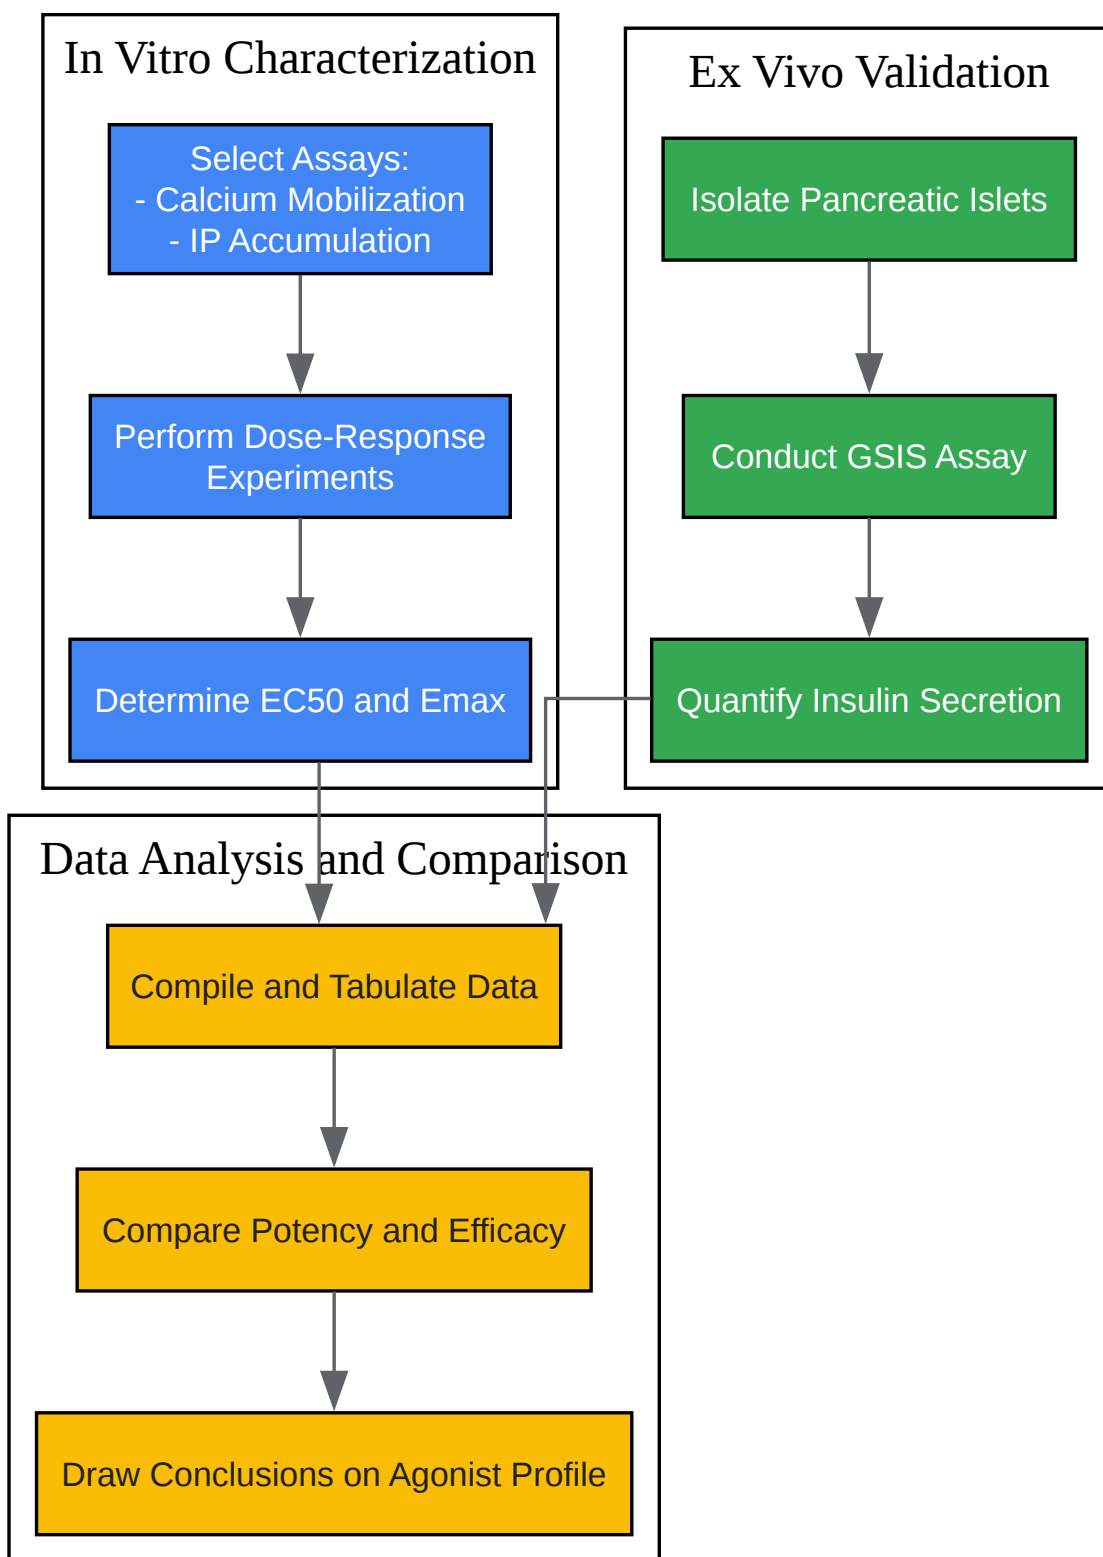 In Vitro Characterization
Select Assays:
- Calcium Mobilization
- IP Accumulation
Perform Dose-Response
Experiments
Determine EC50 and Emax
Ex Vivo Validation
Isolate Pancreatic Islets
Conduct GSIS Assay
Quantify Insulin Secretion
Data Analysis and Comparison
Compile and Tabulate Data
Compare Potency and Efficacy
Draw Conclusions on Agonist Profile